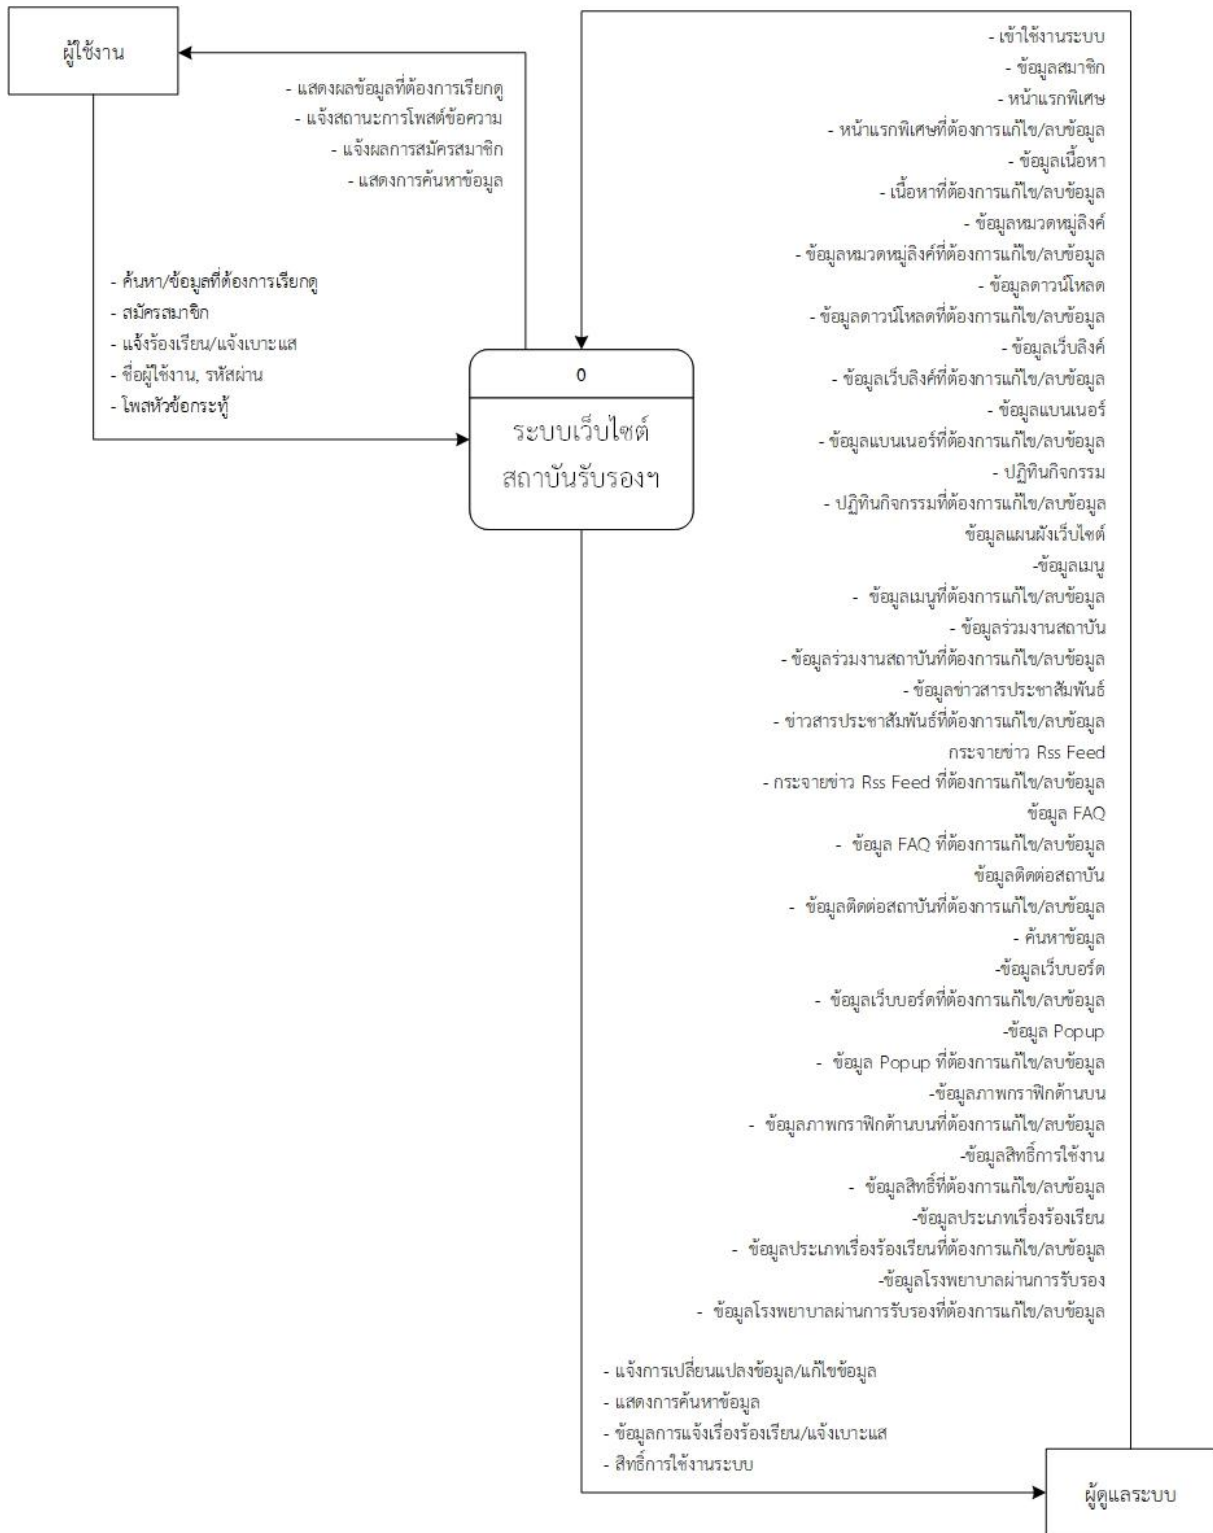 ผู้ใช้งาน
- แสดงผลข้อมูลที่ต้องการเรียกดู
- แจ้งสถานะการโพสต์ข้อความ
- แจ้งผลการสมัครสมาชิก
- แสดงการค้นหาข้อมูล
- ค้นหา/ข้อมูลที่ต้องการเรียกดู
- สมัครสมาชิก
- แจ้งร้องเรียน/แจ้งเบาะแส
- ชื่อผู้ใช้งาน, รหัสผ่าน
- โพสหัวข้อกระทู้
0
ระบบเว็บไซต์
สถาบันรับรองฯ
- เข้าใช้งานระบบ
- ข้อมูลสมาชิก
- หน้าแรกพิเศษ
- หน้าแรกพิเศษที่ต้องการแก้ไข/ลบข้อมูล
- ข้อมูลเนื้อหา
- เนื้อหาที่ต้องการแก้ไข/ลบข้อมูล
- ข้อมูลหมวดหมู่ลิงค์
- ข้อมูลหมวดหมู่ลิงค์ที่ต้องการแก้ไข/ลบข้อมูล
- ข้อมูลดาวน์โหลด
- ข้อมูลดาวน์โหลดที่ต้องการแก้ไข/ลบข้อมูล
- ข้อมูลเว็บลิงค์
- ข้อมูลเว็บลิงค์ที่ต้องการแก้ไข/ลบข้อมูล
- ข้อมูลแบนเนอร์
- ข้อมูลแบนเนอร์ที่ต้องการแก้ไข/ลบข้อมูล
- ปฏิทินกิจกรรม
- ปฏิทินกิจกรรมที่ต้องการแก้ไข/ลบข้อมูล
ข้อมูลแผนผังเว็บไซต์
-ข้อมูลเมนู
- ข้อมูลเมนูที่ต้องการแก้ไข/ลบข้อมูล
- ข้อมูลร่วมงานสถาบัน
- ข้อมูลร่วมงานสถาบันที่ต้องการแก้ไข/ลบข้อมูล
- ข้อมูลข่าวสารประชาสัมพันธ์
- ข่าวสารประชาสัมพันธ์ที่ต้องการแก้ไข/ลบข้อมูล
กระจายข่าว Rss Feed
- กระจายข่าว Rss Feed ที่ต้องการแก้ไข/ลบข้อมูล
ข้อมูล FAQ
- ข้อมูล FAQ ที่ต้องการแก้ไข/ลบข้อมูล
ข้อมูลติดต่อสถาบัน
- ข้อมูลติดต่อสถาบันที่ต้องการแก้ไข/ลบข้อมูล
- ค้นหาข้อมูล
-ข้อมูลเว็บบอร์ด
- ข้อมูลเว็บบอร์ดที่ต้องการแก้ไข/ลบข้อมูล
-ข้อมูล Popup
- ข้อมูล Popup ที่ต้องการแก้ไข/ลบข้อมูล
-ข้อมูลภาพกราฟิกด้านบน
- ข้อมูลภาพกราฟิกด้านบนที่ต้องการแก้ไข/ลบข้อมูล
-ข้อมูลสิทธิ์การใช้งาน
- ข้อมูลสิทธิ์ที่ต้องการแก้ไข/ลบข้อมูล
-ข้อมูลประเภทเรื่องร้องเรียน
- ข้อมูลประเภทเรื่องร้องเรียนที่ต้องการแก้ไข/ลบข้อมูล
-ข้อมูลโรงพยาบาลผ่านการรับรอง
- ข้อมูลโรงพยาบาลผ่านการรับรองที่ต้องการแก้ไข/ลบข้อมูล
- แจ้งการเปลี่ยนแปลงข้อมูล/แก้ไขข้อมูล
- แสดงการค้นหาข้อมูล
- ข้อมูลการแจ้งเรื่องร้องเรียน/แจ้งเบาะแส
- สิทธิ์การใช้งานระบบ
ผู้ดูแลระบบ